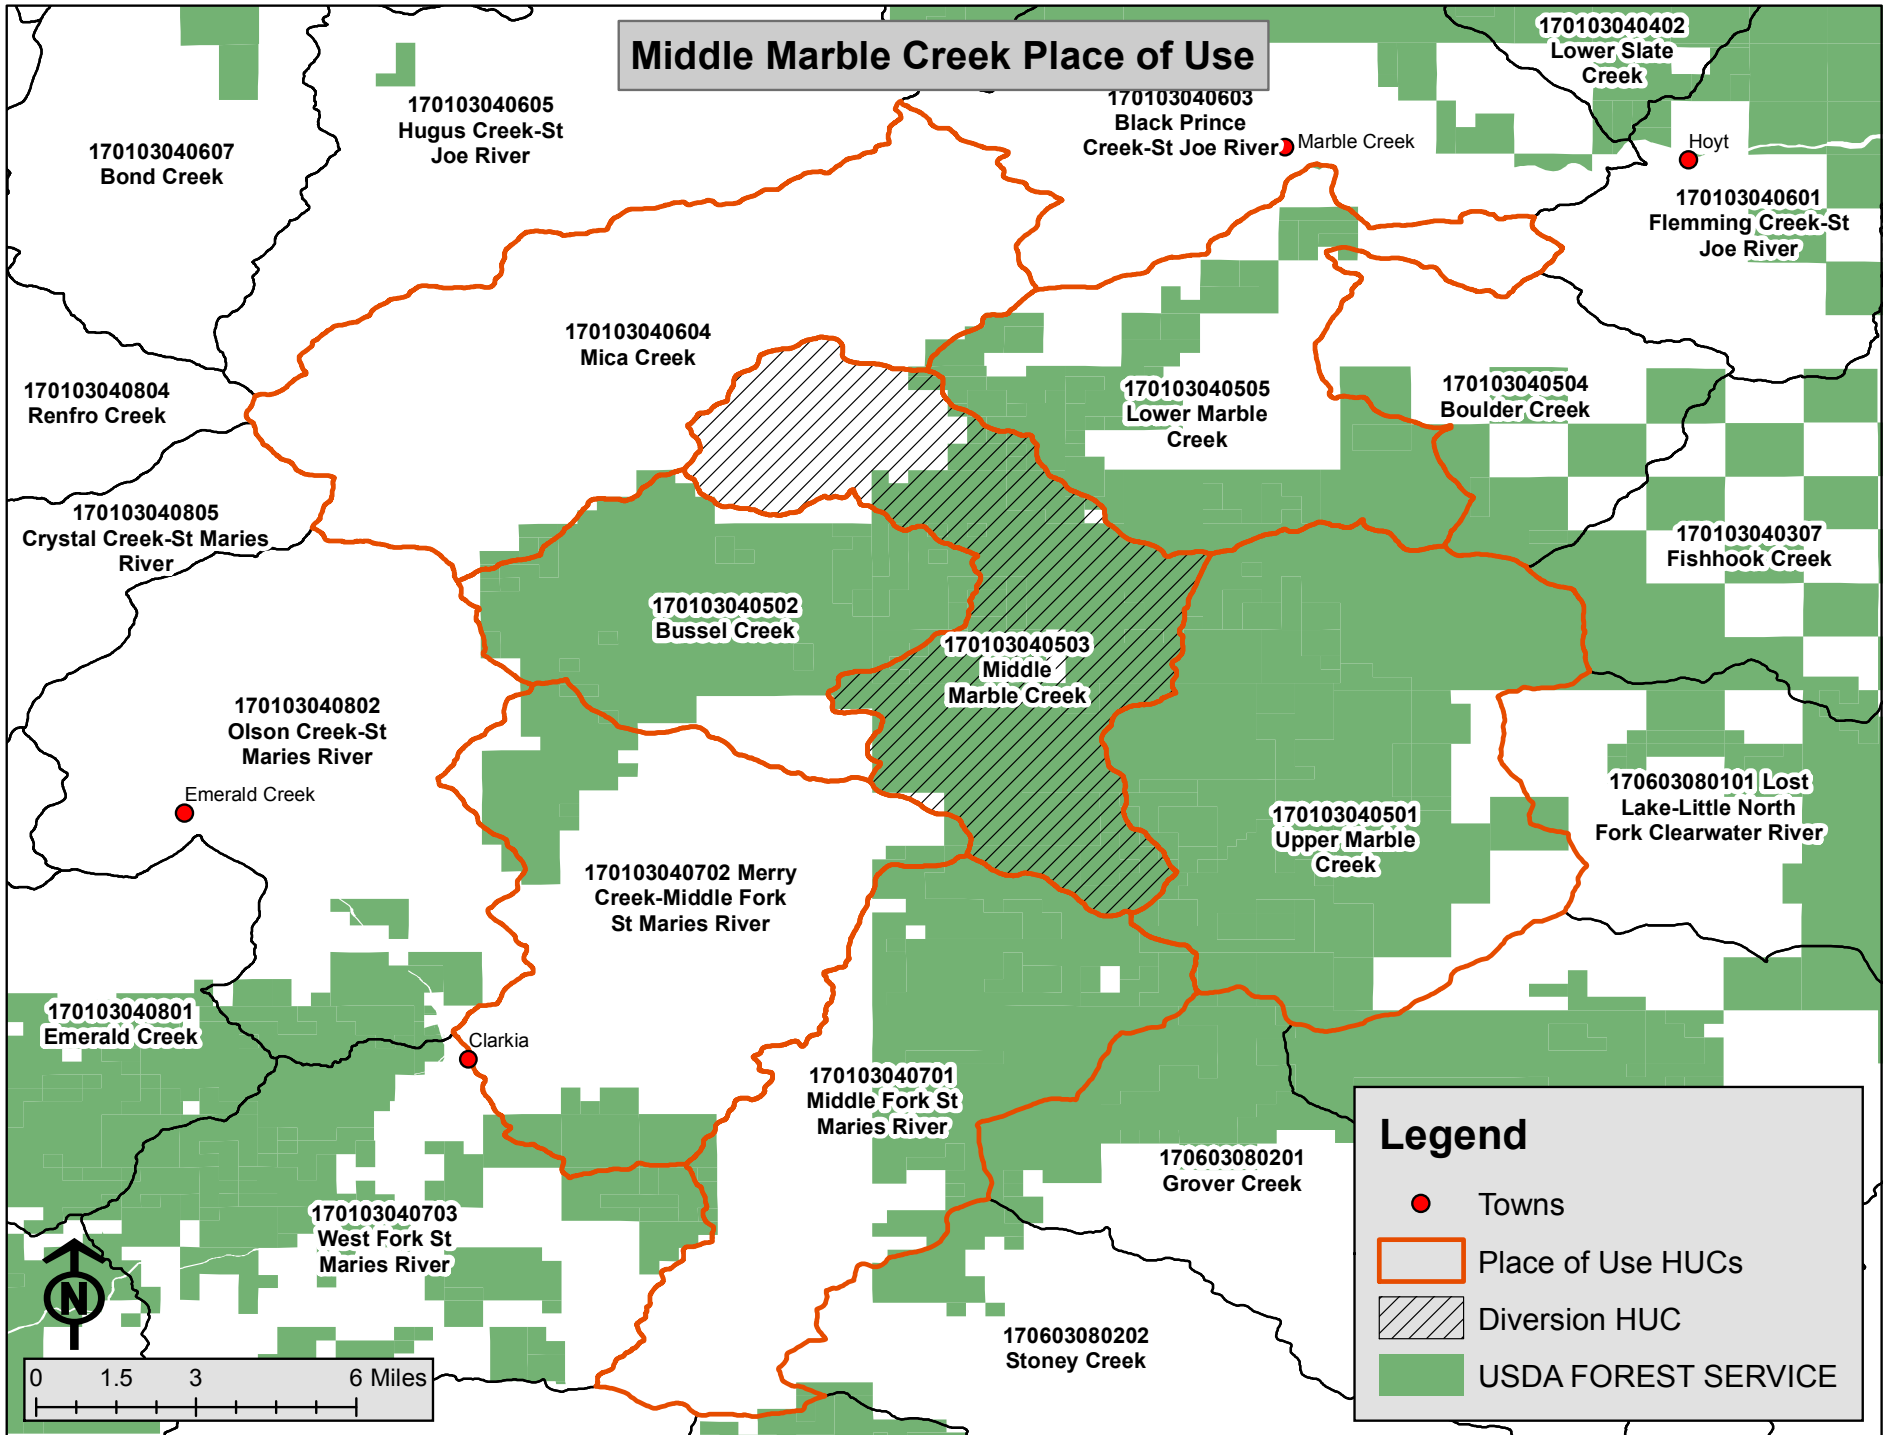 Middle Marble Creek Place of Use
170103040402
Lower Slate
Creek
170103040605
Hugus Creek-St
Joe River
170103040603
Black Prince
Creek-St Joe River
Marble Creek
Hoyt
170103040607
Bond Creek
170103040601
Flemming Creek-St
Joe River
170103040604
Mica Creek
170103040804
Renfro Creek
170103040505
Lower Marble
Creek
170103040504
Boulder Creek
170103040805
Crystal Creek-St Maries
River
170103040307
Fishhook Creek
170103040502
Bussel Creek
170103040503
Middle
Marble Creek
170103040802
Olson Creek-St
Maries River
Emerald Creek
170603080101 Lost
Lake-Little North
Fork Clearwater River
170103040501
Upper Marble
Creek
170103040702 Merry
Creek-Middle Fork
St Maries River
170103040801
Emerald Creek
Clarkia
170103040701
Middle Fork St
Maries River
170603080201
Grover Creek
170103040703
West Fork St
Maries River
170603080202
Stoney Creek
N
0 1.5 3 6 Miles
Legend
Towns
Place of Use HUCs
Diversion HUC
USDA FOREST SERVICE